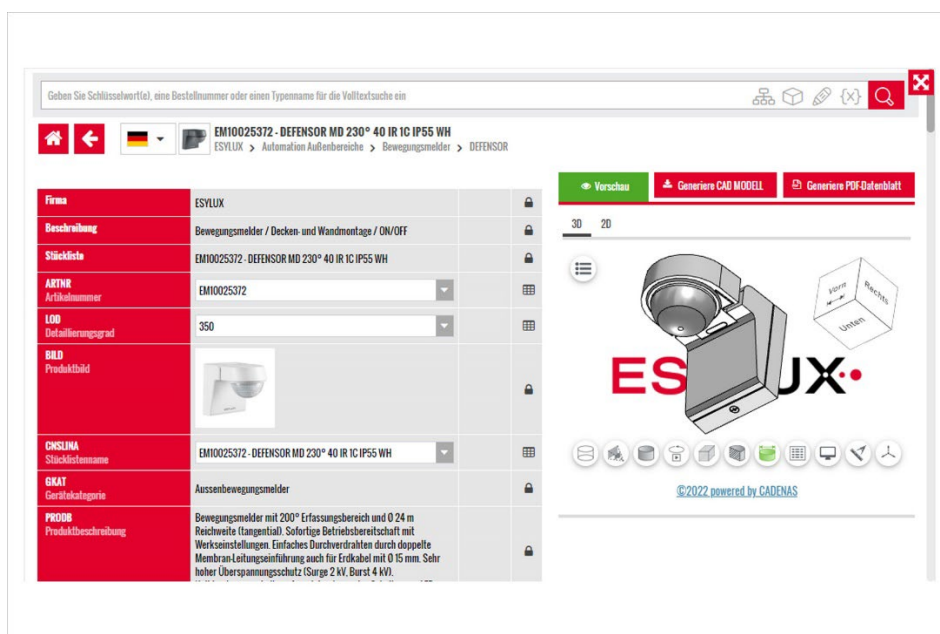 Geben Sie Schlüsselwort(e), eine Bestellnummer oder einen Typenname für die Volltextsuche ein
{x}
EM10025372 - DEFENSOR MD 230° 40 IR 1C IP55 WH
ESYLUX > Automation Außenbereiche > Bewegungsmelder > DEFENSOR
Firma
ESYLUX
Beschreibung
Bewegungsmelder / Decken- und Wandmontage / ON/OFF
Stückliste
EM10025372 - DEFENSOR MD 230° 40 IR 1C IP55 WH
ARTNR
Artikelnummer
EM10025372
LOD
Detaillierungsgrad
350
BILD
Produktbild
CNSLINA
Stücklistenname
EM10025372 - DEFENSOR MD 230° 40 IR 1C IP55 WH
GKAT
Gerätekategorie
Aussenbewegungsmelder
PRODB
Produktbeschreibung
Bewegungsmelder mit 200° Erfassungsbereich und Ø 24 m
Reichweite (tangential). Sofortige Betriebsbereitschaft mit
Werkseinstellungen. Einfaches Durchverdrahten durch doppelte
Membran-Leitungseinführung auch für Erdkabel mit Ø 15 mm. Sehr
hoher Überspannungsschutz (Surge 2 kV, Burst 4 kV).
Vorschau
Generiere CAD MODELL
Generiere PDF-Datenblatt
3D 2D
Vorn
Rechts
Unten
ES UX
©2022 powered by CADENAS